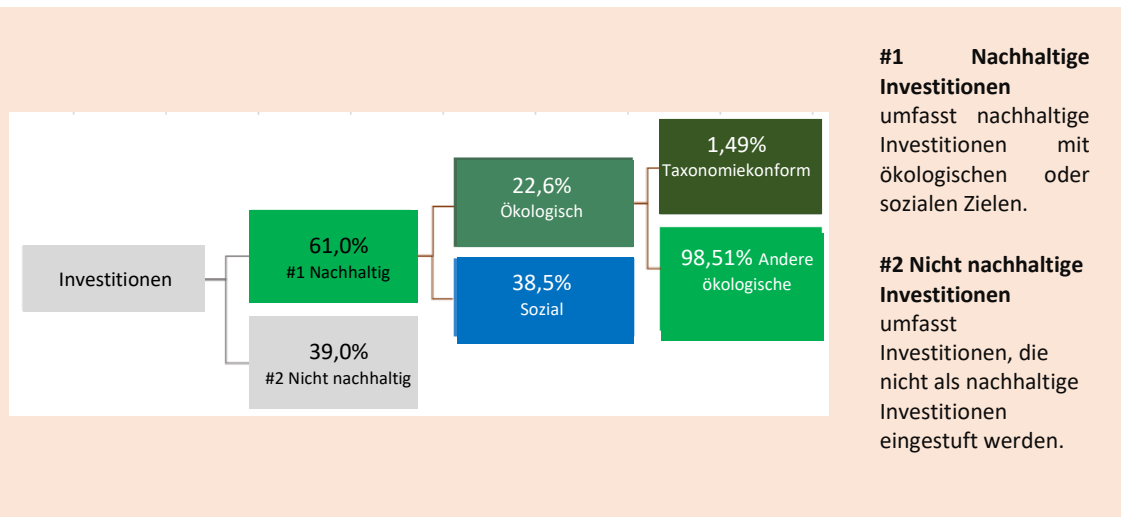 Investitionen
61,0%
#1 Nachhaltig
39,0%
#2 Nicht nachhaltig
22,6%
Ökologisch
38,5%
Sozial
1,49%
Taxonomiekonform
98,51% Andere
ökologische
#1 Nachhaltige
Investitionen
umfasst nachhaltige
Investitionen mit
ökologischen oder
sozialen Zielen.
#2 Nicht nachhaltige
Investitionen
umfasst
Investitionen, die
nicht als nachhaltige
Investitionen
eingestuft werden.